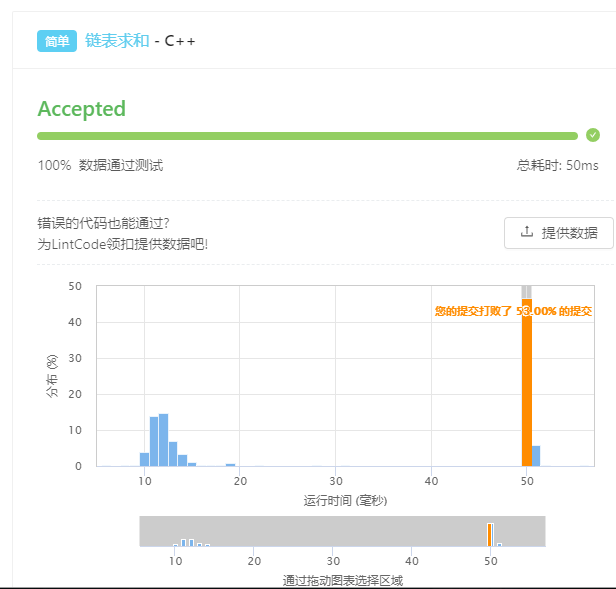 简单 链表求和 - C++
Accepted
100% 数据通过测试 总耗时: 50ms
错误的代码也能通过?
为LintCode领扣提供数据吧!
提供数据
您的提交打败了 53.00% 的提交
分布 (%)
50
40
30
20
10
0
10 20 30 40 50
运行时间 (毫秒)
10 20 30 40 50
通过拖动图表选择区域